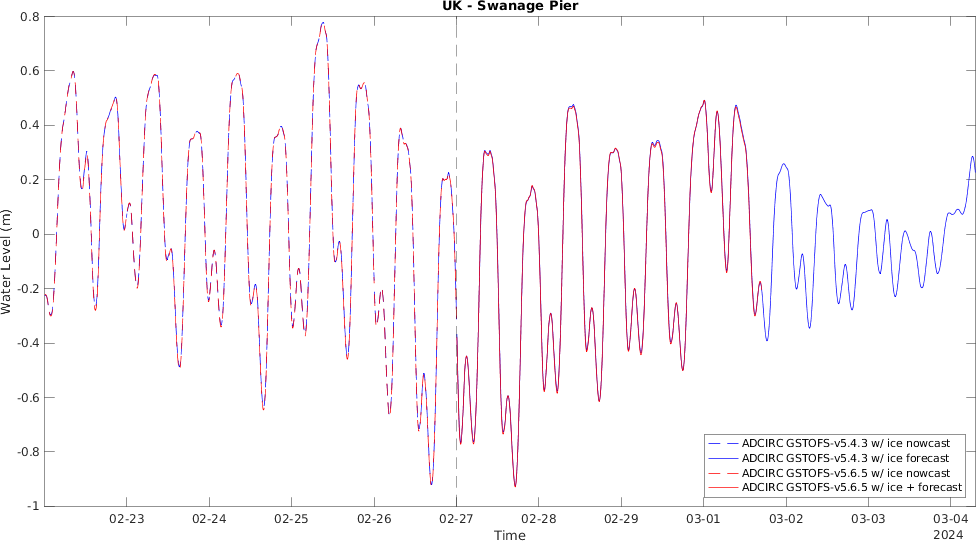 UK - Swanage Pier
0.8
0.6
0.4
0.2
0
-0.2
-0.4
-0.6
-0.8
-1
Water Level (m)
ADCIRC GSTOFS-v5.4.3 w/ ice nowcast
ADCIRC GSTOFS-v5.4.3 w/ ice forecast
ADCIRC GSTOFS-v5.6.5 w/ ice nowcast
ADCIRC GSTOFS-v5.6.5 w/ ice + forecast
02-23 02-24 02-25 02-26 02-27 02-28 02-29 03-01 03-02 03-03 03-04
Time
2024